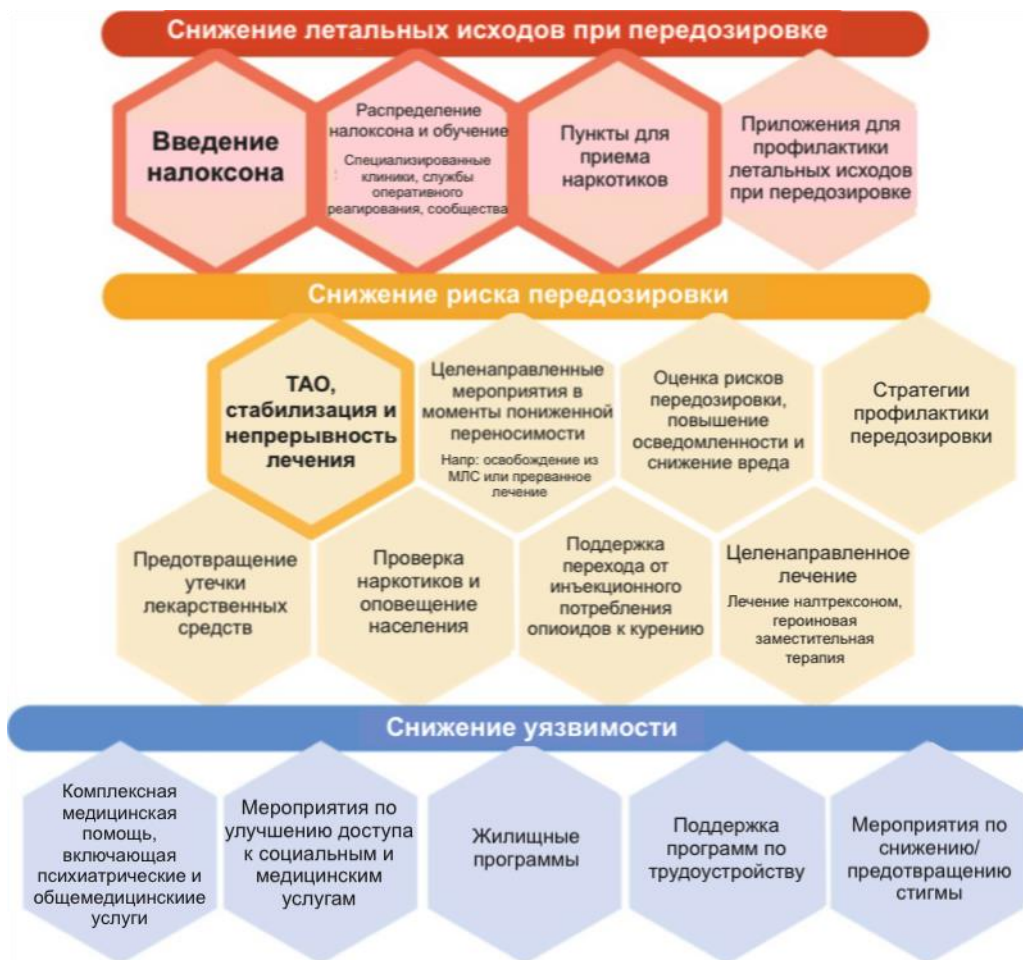 Снижение летальных исходов при передозировке
Введение
налоксона
Распределение
налоксона и обучение
Специализированные
клиники, службы
оперативного
реагирования, сообщества
Пункты для
приема
наркотиков
Приложения для
профилактики
летальных исходов
при передозировке
Снижение риска передозировки
ТАО,
стабилизация и
непрерывность
лечения
Целенаправленные
мероприятия в
моменты пониженной
переносимости
Напр: освобождение из
МЛС или прерванное
лечение
Оценка рисков
передозировки,
повышение
осведомленности и
снижение вреда
Стратегии
профилактики
передозировки
Предотвращение
утечки
лекарственных
средств
Проверка
наркотиков и
оповещение
населения
Поддержка
перехода от
инъекционного
потребления
опиоидов к курению
Целенаправленное
лечение
Лечение налтрексоном,
героиновая
заместительная
терапия
Снижение уязвимости
Комплексная
медицинская
помощь,
включающая
психиатрические и
общемедицинскиие
услуги
Мероприятия по
улучшению доступа
к социальным и
медицинским
услугам
Жилищные
программы
Поддержка
программ по
трудоустройству
Мероприятия по
снижению/
предотвращению
стигмы